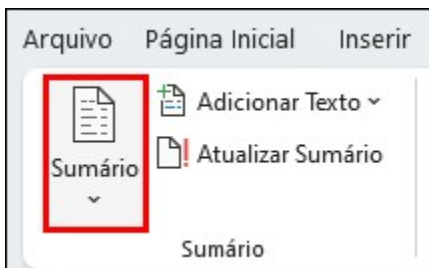 Arquivo Página Inicial Inserir
Adicionar Texto
Atualizar Sumário
Sumário
Sumário